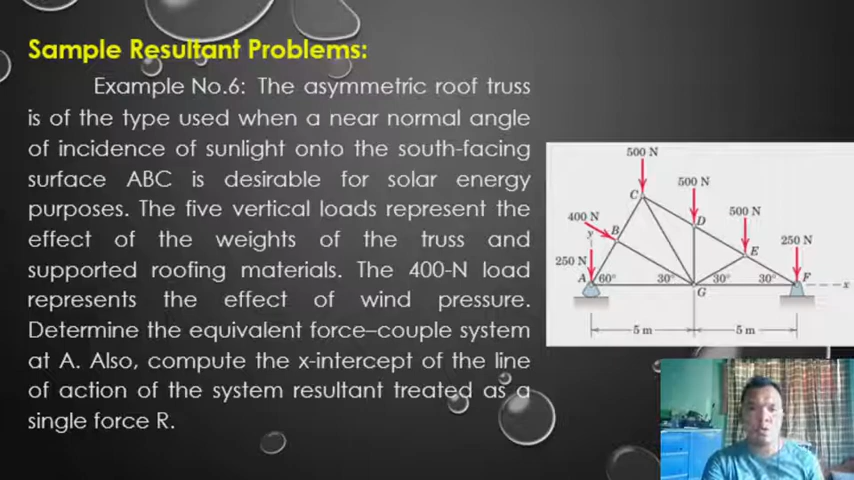 Sample Resultant Problems:
Example No.6: The asymmetric roof truss
is of the type used when a near normal angle
of incidence of sunlight onto the south-facing
surface ABC is desirable for solar energy
purposes. The five vertical loads represent the
effect of the weights of the truss and
supported roofing materials. The 400-N load
represents the effect of wind pressure.
Determine the equivalent force–couple system
at A. Also, compute the x-intercept of the line
of action of the system resultant treated as a
single force R.
500 N
C
500 N
D
400 N
B
y
500 N
E
250 N
250 N
A
60°
30°
G
30°
30°
F
x
5 m
5 m